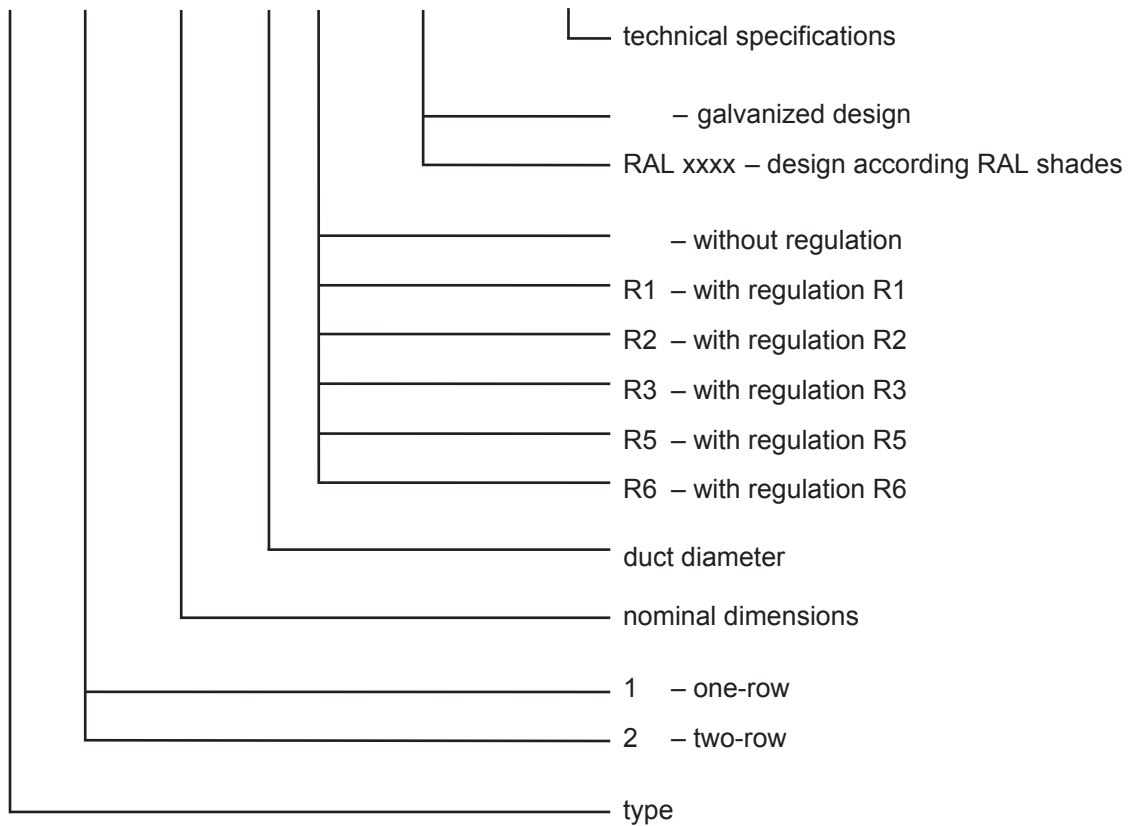 technical specifications
– galvanized design
RAL xxxx – design according RAL shades
– without regulation
R1 – with regulation R1
R2 – with regulation R2
R3 – with regulation R3
R5 – with regulation R5
R6 – with regulation R6
duct diameter
nominal dimensions
1 – one-row
2 – two-row
type